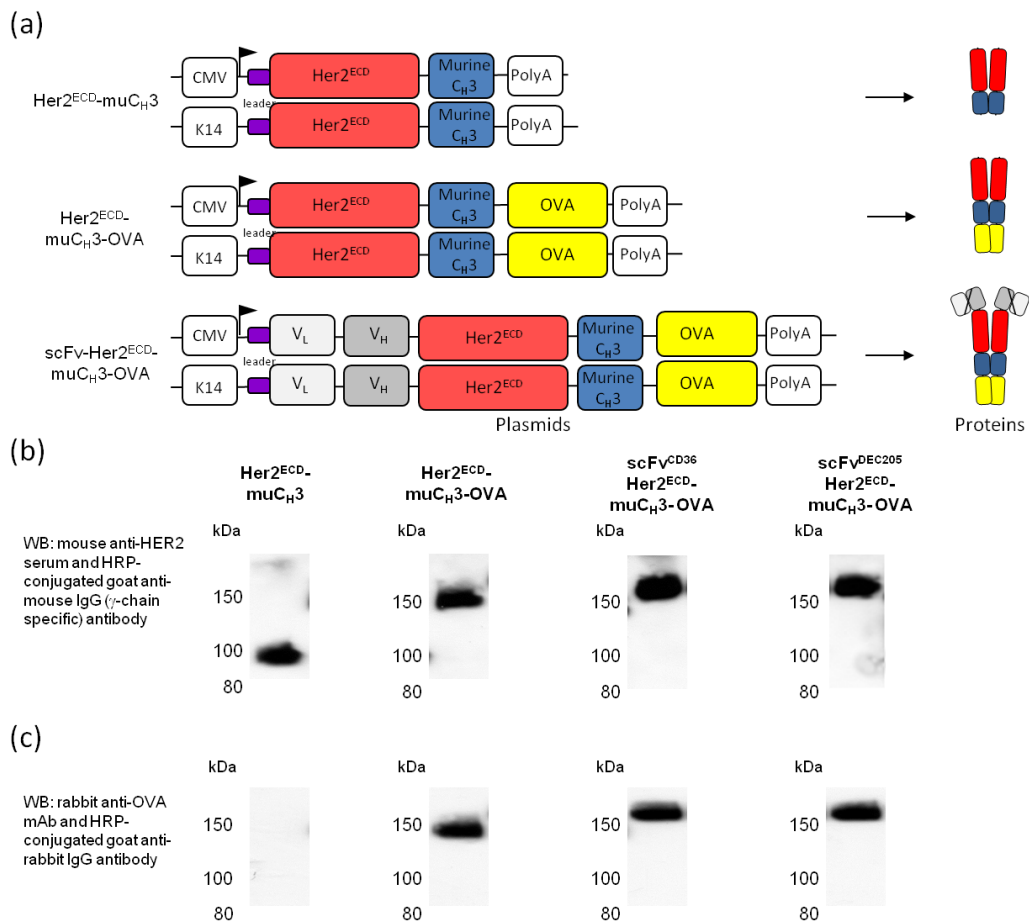 (a)
Her2ECD-muCH3
CMV
Her2ECD
Murine
CH3
PolyA
leader
K14
Her2ECD
Murine
CH3
PolyA
Her2ECD-
muCH3-OVA
CMV
Her2ECD
Murine
CH3
OVA
PolyA
leader
K14
Her2ECD
Murine
CH3
OVA
PolyA
scFv-Her2ECD-
muCH3-OVA
CMV
VL
VH
Her2ECD
Murine
CH3
OVA
PolyA
leader
K14
VL
VH
Her2ECD
Murine
CH3
OVA
PolyA
Plasmids
Proteins
(b)
Her2ECD-
muCH3
Her2ECD-
muCH3-OVA
scFvCD36
Her2ECD-
muCH3-OVA
scFvDEC205
Her2ECD-
muCH3-OVA
WB: mouse anti-HER2
serum and HRP-
conjugated goat anti-
mouse IgG (γ-chain
specific) antibody
kDa
150
100
80
kDa
150
100
80
kDa
150
100
80
kDa
150
100
80
(c)
WB: rabbit anti-OVA
mAb and HRP-
conjugated goat anti-
rabbit IgG antibody
kDa
150
100
80
kDa
150
100
80
kDa
150
100
80
kDa
150
100
80